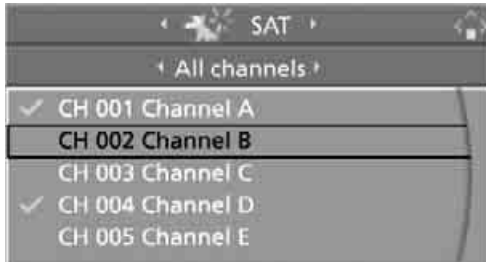 SAT
All channels
CH 001 Channel A
CH 002 Channel B
CH 003 Channel C
CH 004 Channel D
CH 005 Channel E